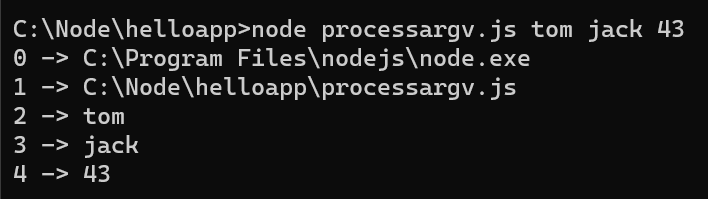 C:\Node\helloapp>node processargv.js tom jack 43
0 -> C:\Program Files\nodejs\node.exe
1 -> C:\Node\helloapp\processargv.js
2 -> tom
3 -> jack
4 -> 43